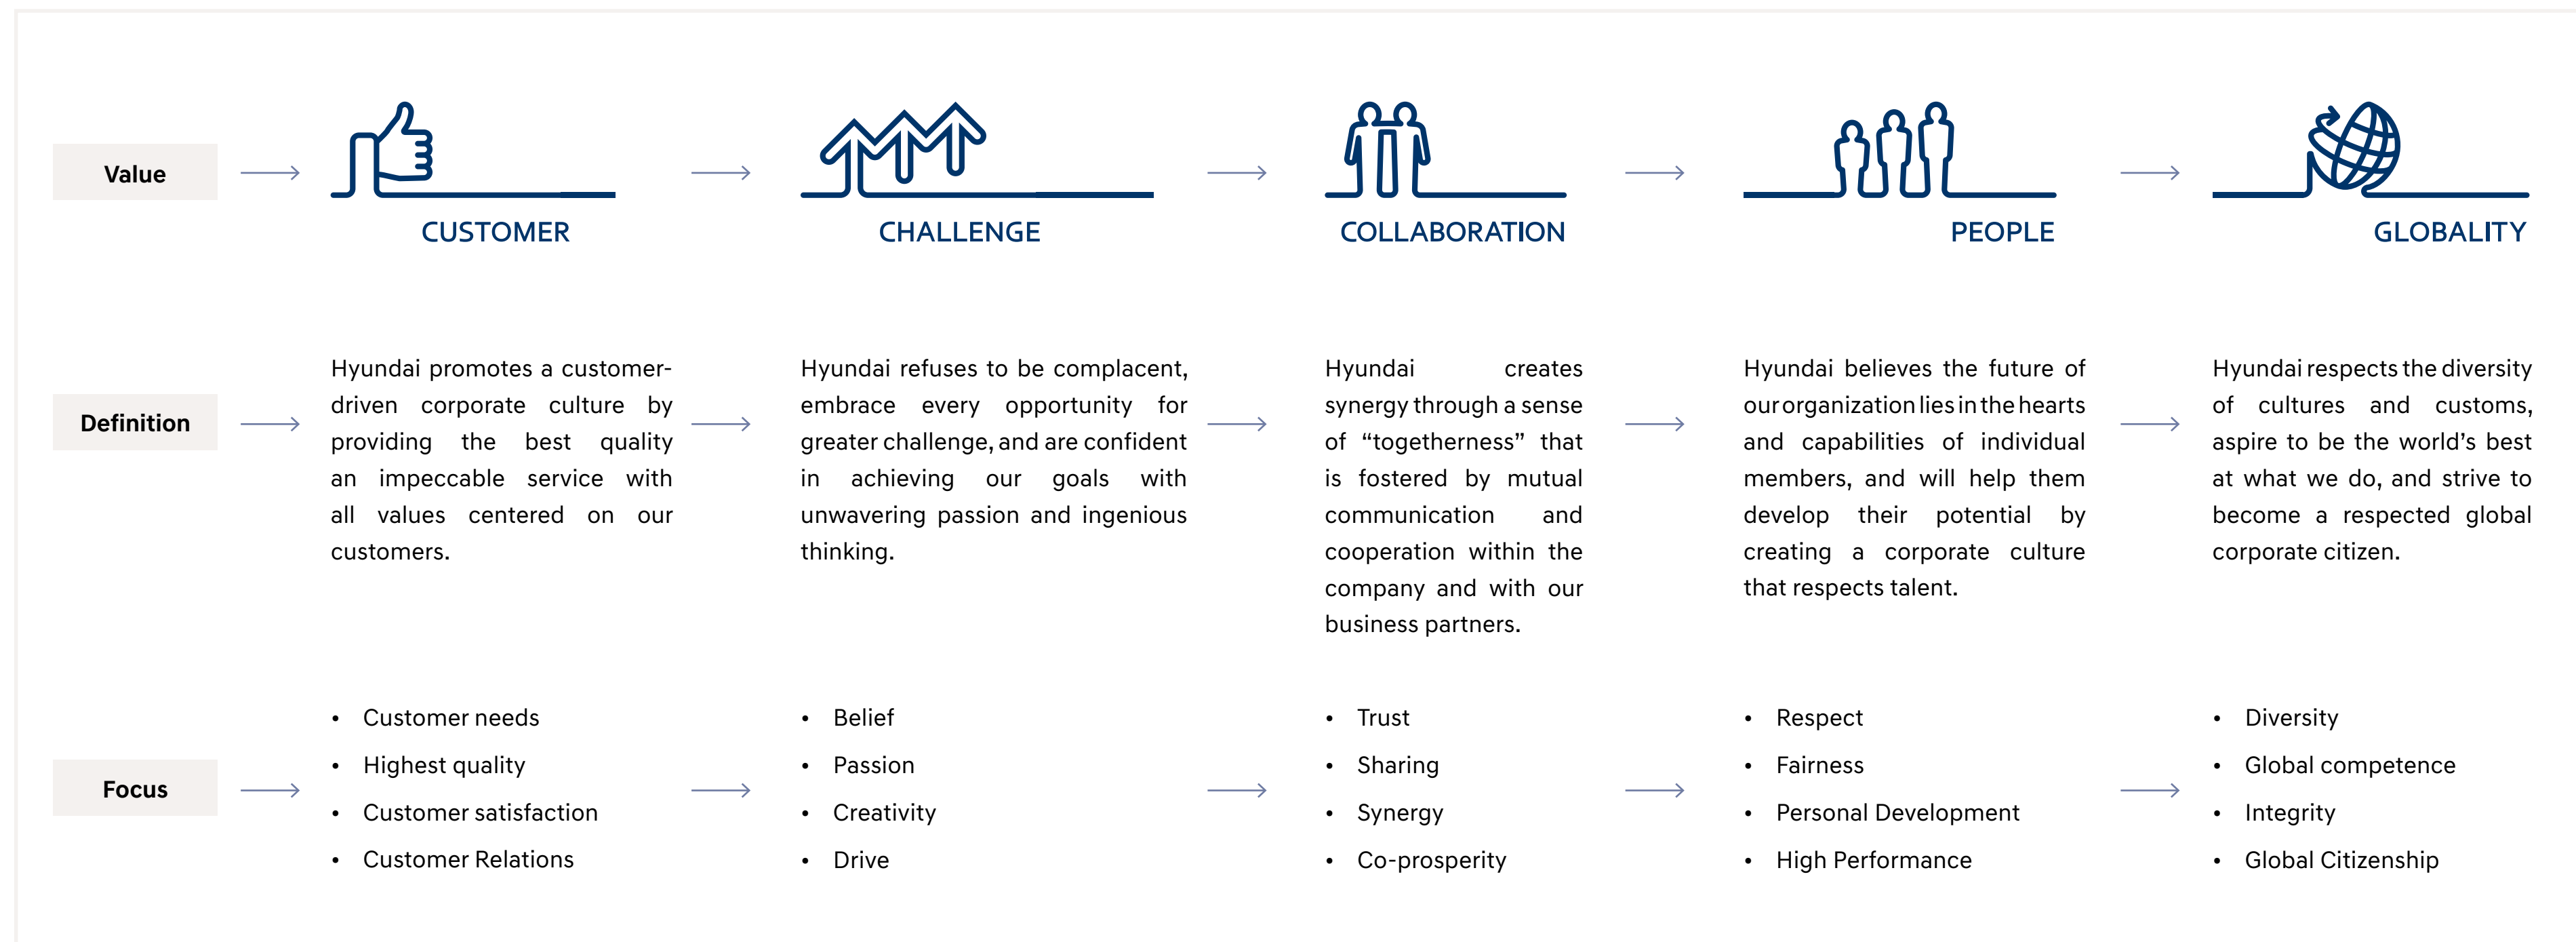 Value
CUSTOMER
CHALLENGE
COLLABORATION
PEOPLE
GLOBALITY
Definition
Hyundai promotes a customer-
driven corporate culture by
providing the best quality
an impeccable service with
all values centered on our
customers.
Hyundai refuses to be complacent,
embrace every opportunity for
greater challenge, and are confident
in achieving our goals with
unwavering passion and ingenious
thinking.
Hyundai creates
synergy through a sense
of “togetherness” that
is fostered by mutual
communication and
cooperation within the
company and with our
business partners.
Hyundai believes the future of
our organization lies in the hearts
and capabilities of individual
members, and will help them
develop their potential by
creating a corporate culture
that respects talent.
Hyundai respects the diversity
of cultures and customs,
aspire to be the world’s best
at what we do, and strive to
become a respected global
corporate citizen.
Focus
• Customer needs
• Highest quality
• Customer satisfaction
• Customer Relations
• Belief
• Passion
• Creativity
• Drive
• Trust
• Sharing
• Synergy
• Co-prosperity
• Respect
• Fairness
• Personal Development
• High Performance
• Diversity
• Global competence
• Integrity
• Global Citizenship